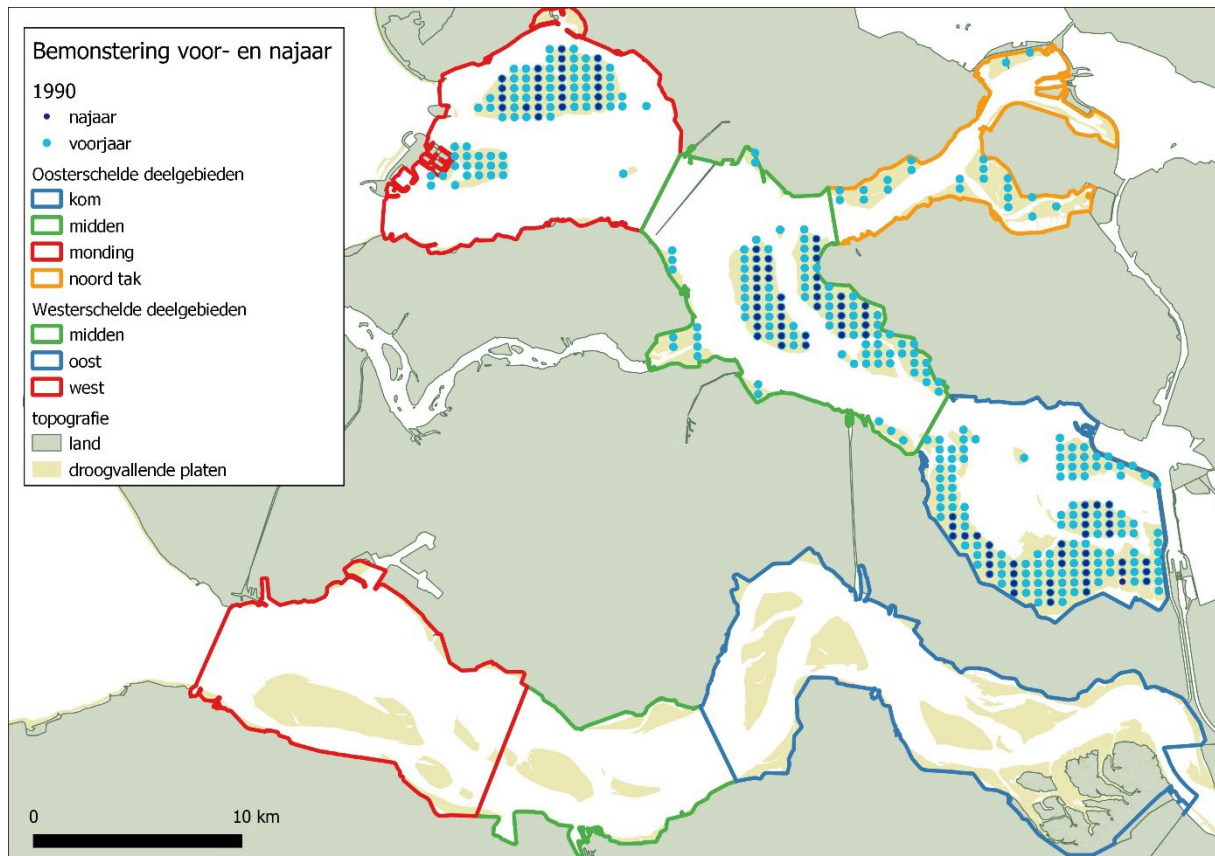 Bemonstering voor- en najaar
1990
najaar
voorjaar
Oosterschelde deelgebieden
kom
midden
monding
noord tak
Westerschelde deelgebieden
midden
oost
west
topografie
land
droogvallende platen
0 10 km